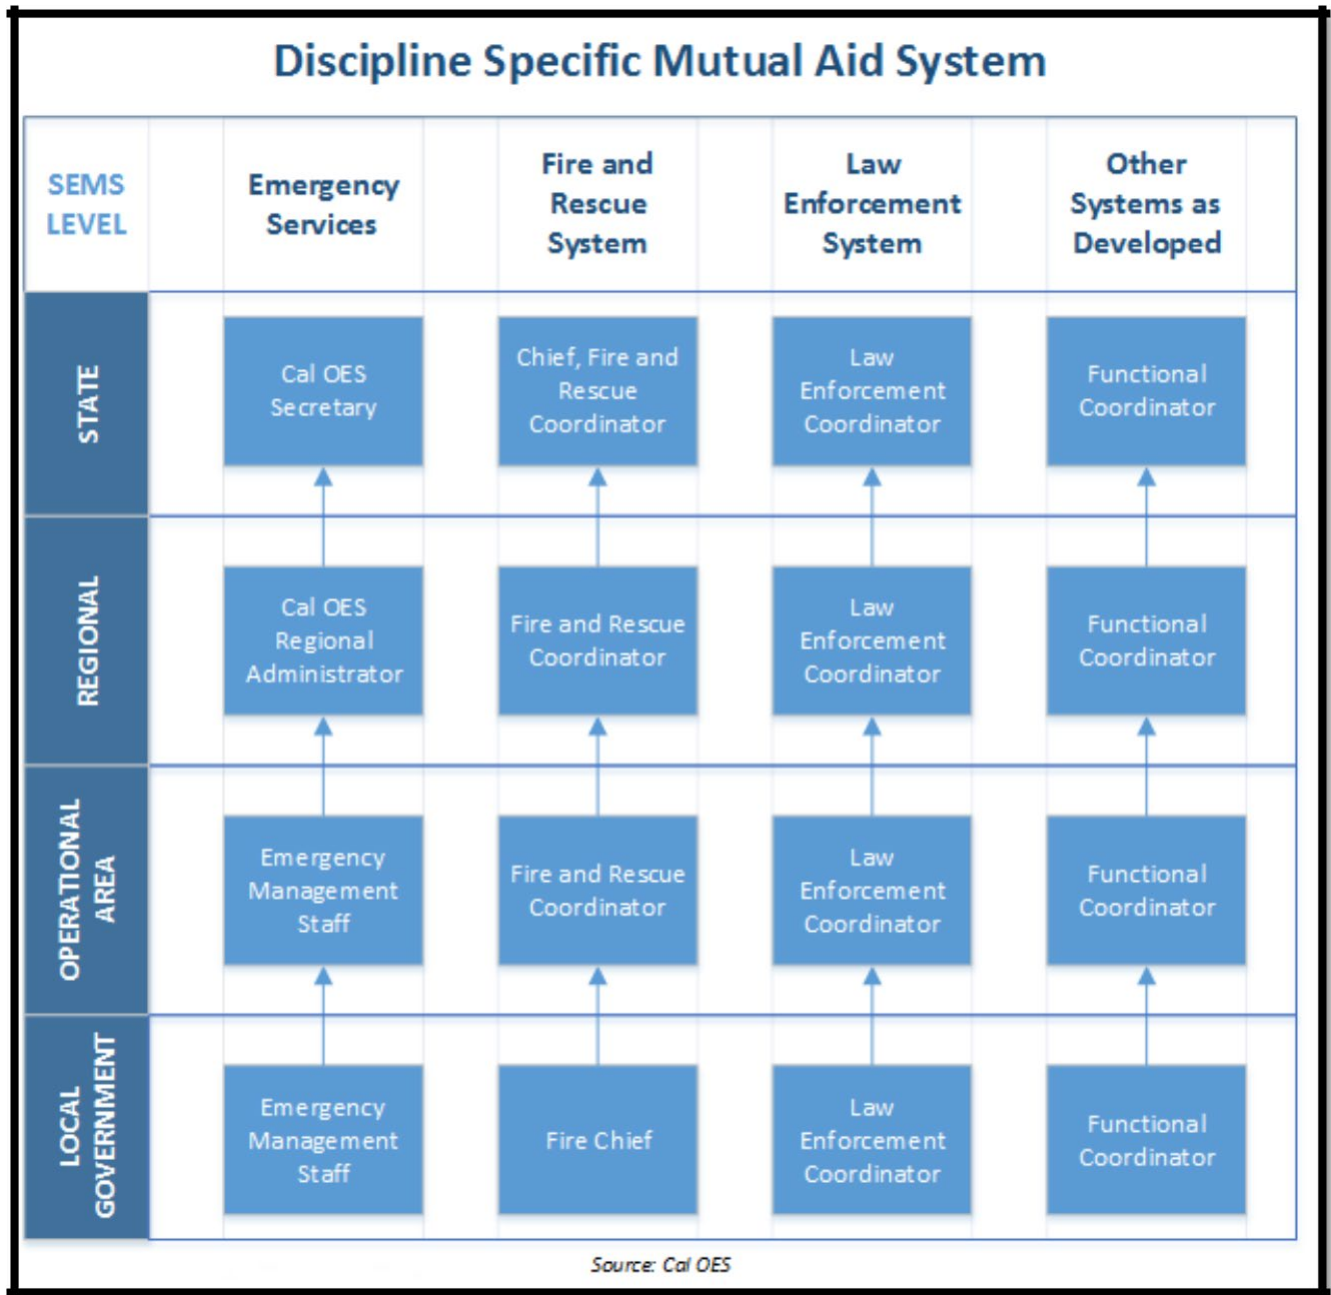 Discipline Specific Mutual Aid System
SEMS
LEVEL
Emergency
Services
Fire and
Rescue
System
Law
Enforcement
System
Other
Systems as
Developed
STATE
Cal OES
Secretary
Chief, Fire and
Rescue
Coordinator
Law
Enforcement
Coordinator
Functional
Coordinator
REGIONAL
Cal OES
Regional
Administrator
Fire and Rescue
Coordinator
Law
Enforcement
Coordinator
Functional
Coordinator
OPERATIONAL
AREA
Emergency
Management
Staff
Fire and Rescue
Coordinator
Law
Enforcement
Coordinator
Functional
Coordinator
LOCAL
GOVERNMENT
Emergency
Management
Staff
Fire Chief
Law
Enforcement
Coordinator
Functional
Coordinator
Source: Cal OES